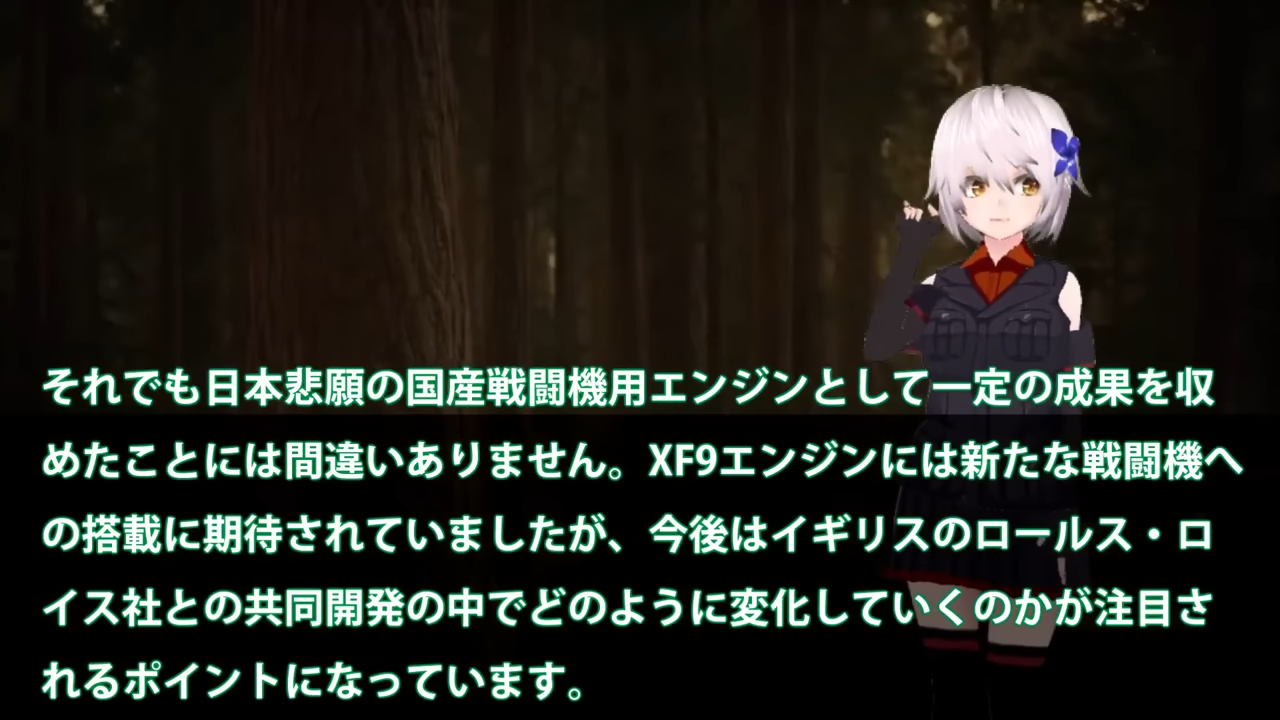 それでも日本悲願の国産戦闘機用エンジンとして一定の成果を収
めたことには間違いありません。XF9エンジンには新たな戦闘機へ
の搭載に期待されていましたが、今後はイギリスのロールス・ロ
イス社との共同開発の中でどのように変化していくのかが注目さ
れるポイントになっています。